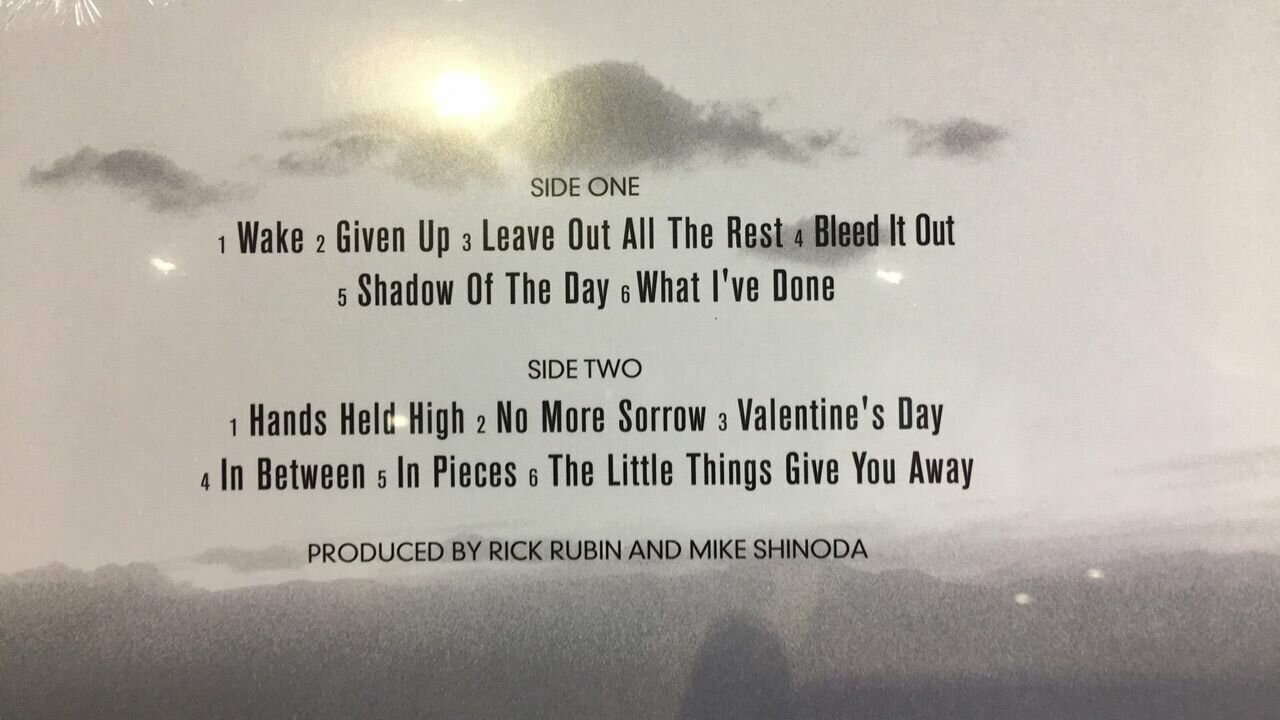 SIDE ONE
1 Wake 2 Given Up 3 Leave Out All The Rest 4 Bleed It Out
5 Shadow Of The Day 6 What I've Done
SIDE TWO
1 Hands Held High 2 No More Sorrow 3 Valentine's Day
4 In Between 5 In Pieces 6 The Little Things Give You Away
PRODUCED BY RICK RUBIN AND MIKE SHINODA